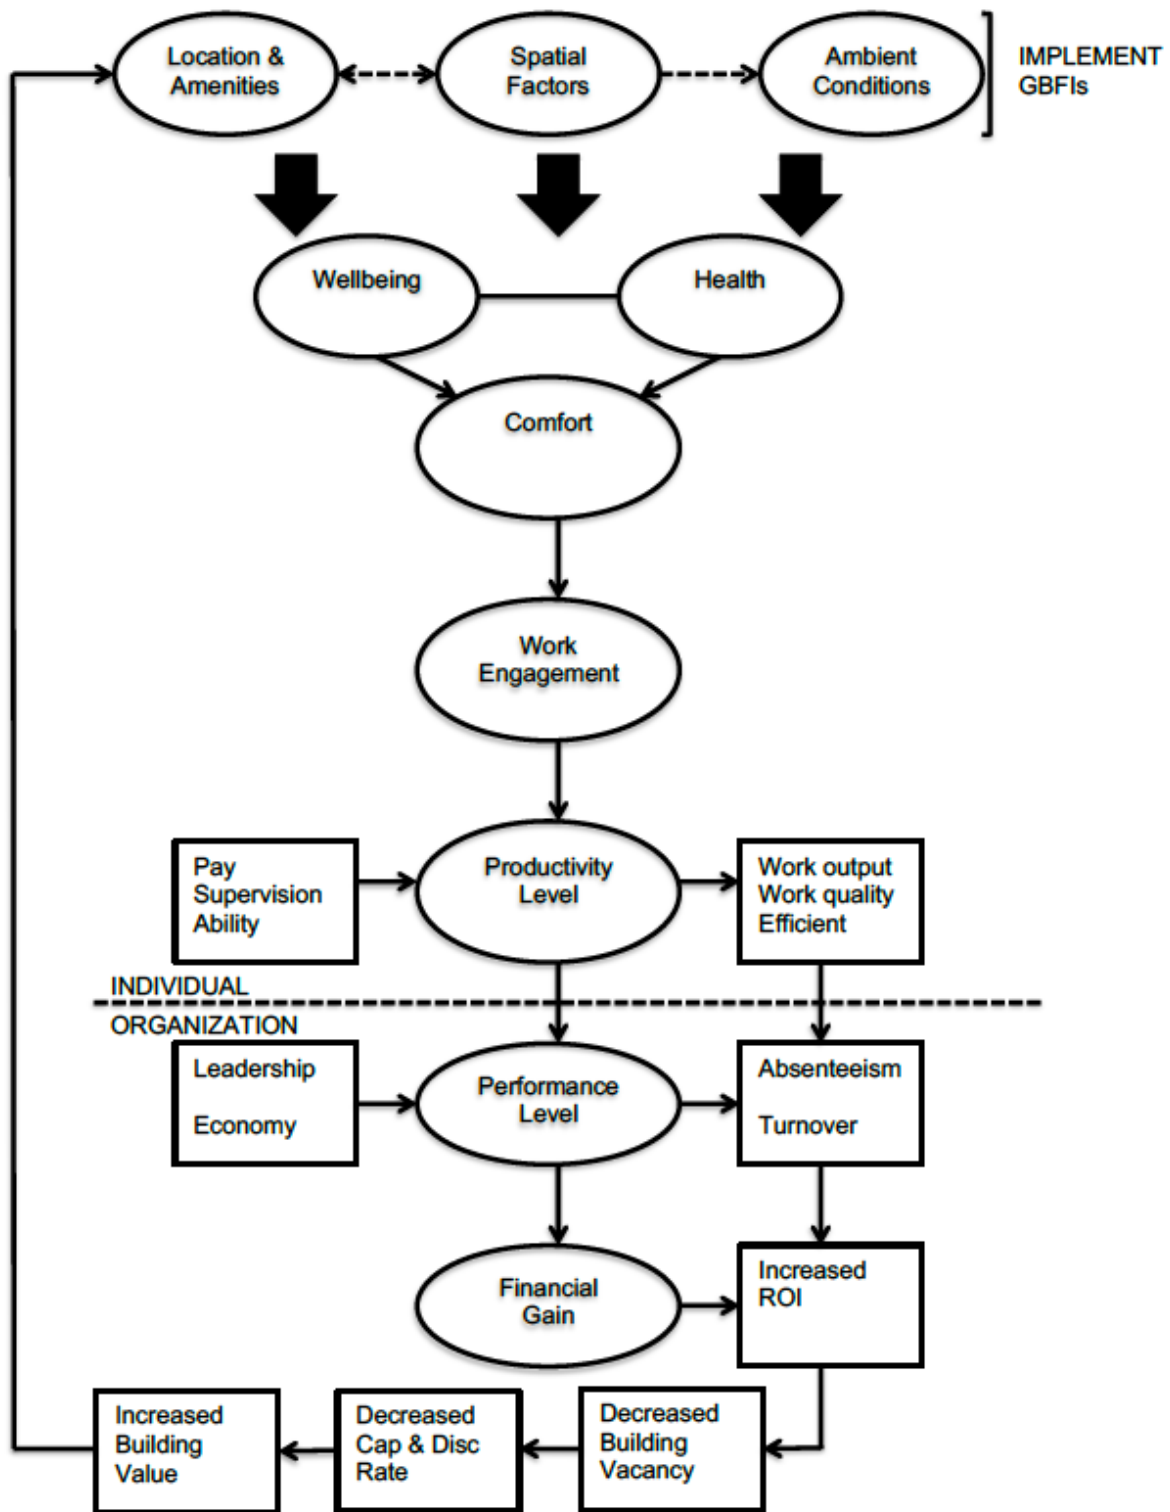 Location &
Amenities
Spatial
Factors
Ambient
Conditions
IMPLEMENT
GBFIs
Wellbeing
Health
Comfort
Work
Engagement
Pay
Supervision
Ability
Productivity
Level
Work output
Work quality
Efficient
INDIVIDUAL
ORGANIZATION
Leadership
Economy
Performance
Level
Absenteeism
Turnover
Financial
Gain
Increased
ROI
Increased
Building
Value
Decreased
Cap & Disc
Rate
Decreased
Building
Vacancy